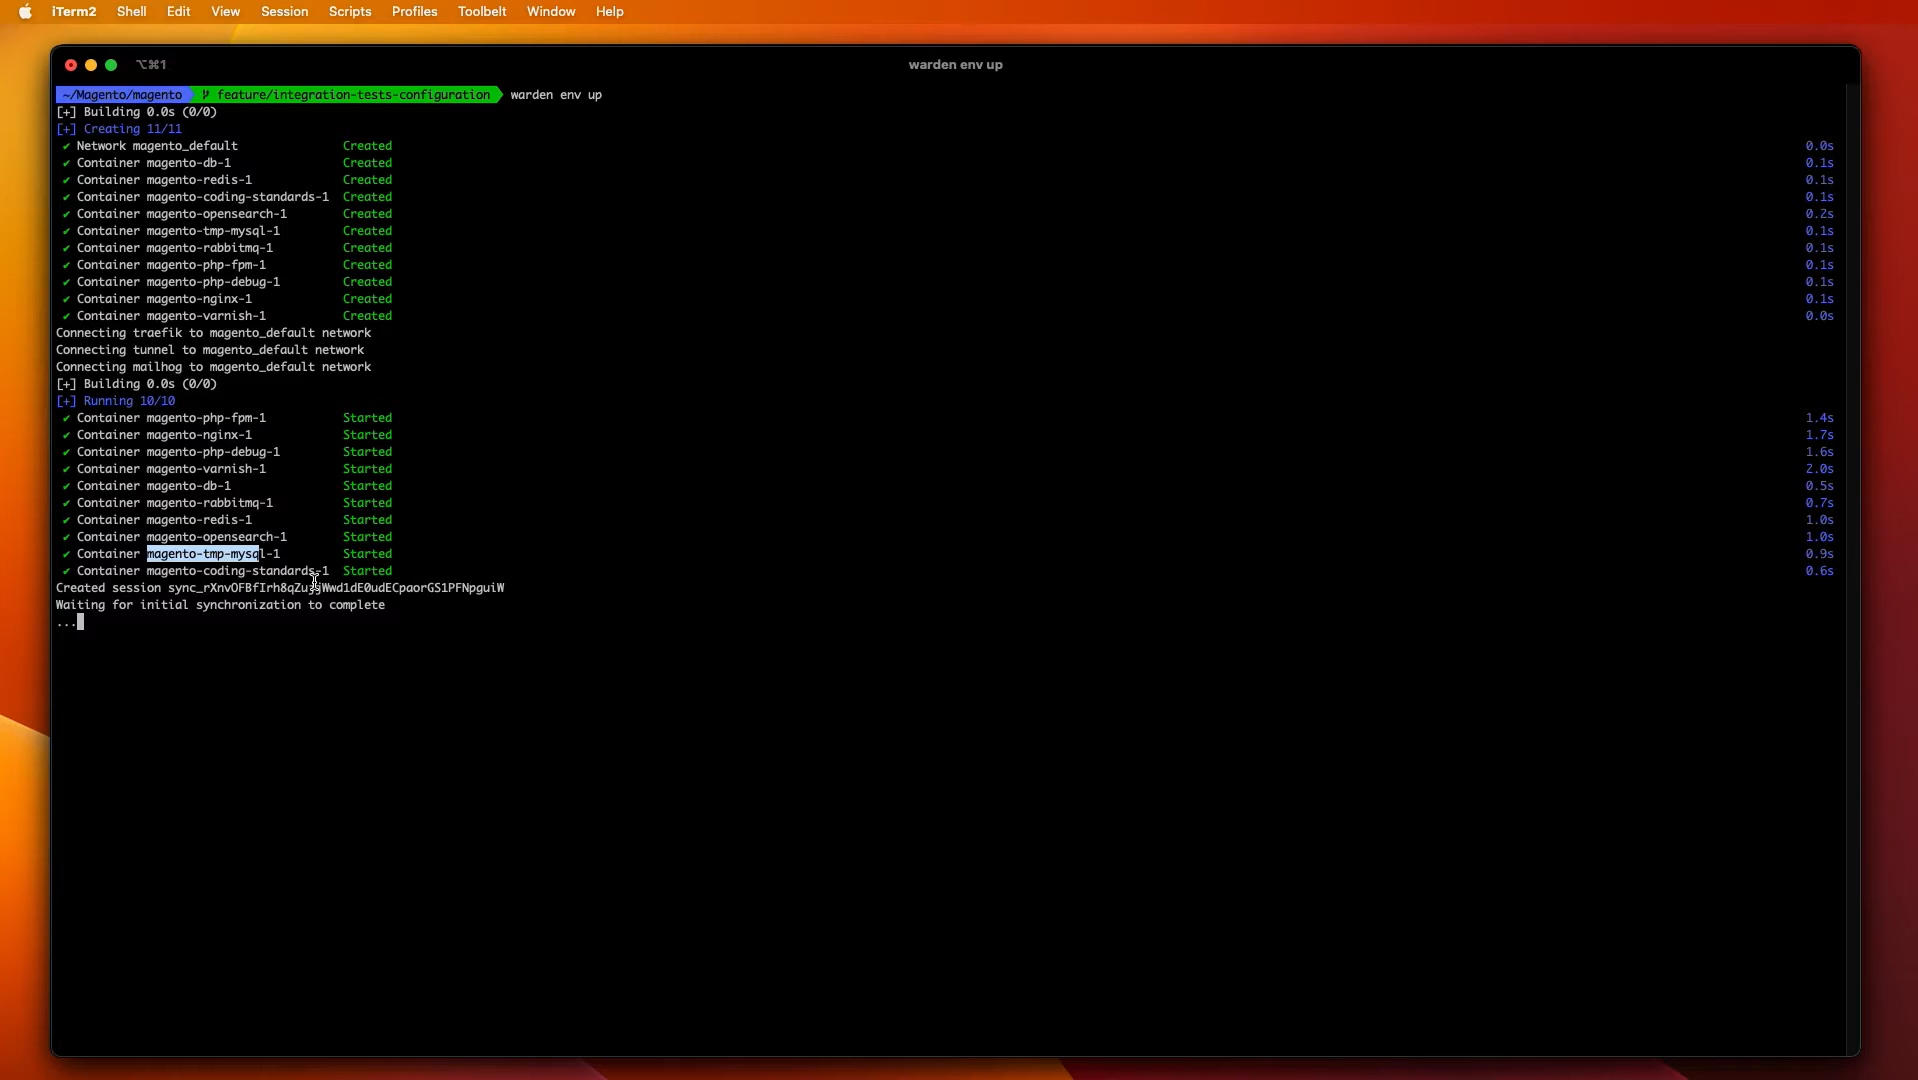 iTerm2 Shell Edit View Session Scripts Profiles Toolbelt Window Help
⌥⌘1 warden env up
~/Magento/magento feature/integration-tests-configuration warden env up
[+] Building 0.0s (0/0)
[+] Creating 11/11
✔ Network magento_default Created 0.0s
✔ Container magento-db-1 Created 0.1s
✔ Container magento-redis-1 Created 0.1s
✔ Container magento-coding-standards-1 Created 0.1s
✔ Container magento-opensearch-1 Created 0.2s
✔ Container magento-tmp-mysql-1 Created 0.1s
✔ Container magento-rabbitmq-1 Created 0.1s
✔ Container magento-php-fpm-1 Created 0.1s
✔ Container magento-php-debug-1 Created 0.1s
✔ Container magento-nginx-1 Created 0.1s
✔ Container magento-varnish-1 Created 0.0s
Connecting traefik to magento_default network
Connecting tunnel to magento_default network
Connecting mailhog to magento_default network
[+] Building 0.0s (0/0)
[+] Running 10/10
✔ Container magento-php-fpm-1 Started 1.4s
✔ Container magento-nginx-1 Started 1.7s
✔ Container magento-php-debug-1 Started 1.6s
✔ Container magento-varnish-1 Started 2.0s
✔ Container magento-db-1 Started 0.5s
✔ Container magento-rabbitmq-1 Started 0.7s
✔ Container magento-redis-1 Started 1.0s
✔ Container magento-opensearch-1 Started 1.0s
✔ Container magento-tmp-mysql-1 Started 0.9s
✔ Container magento-coding-standards-1 Started 0.6s
Created session
Waiting for initial synchronization to complete
...